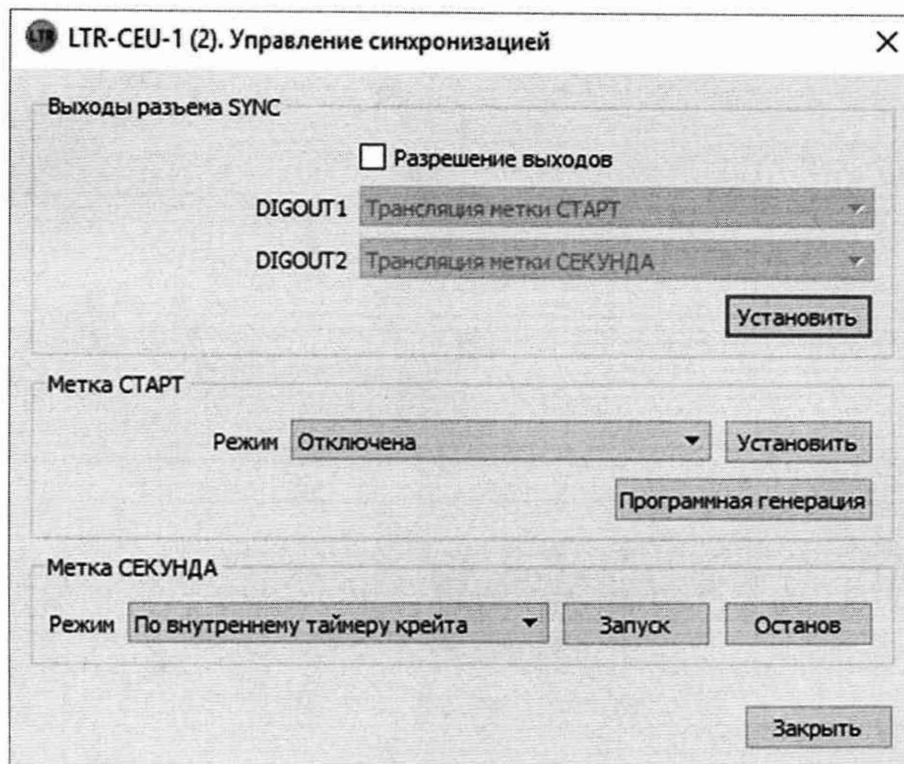 LTR LTR-CEU-1 (2). Управление синхронизацией
Выходы разъема SYNC
Разрешение выходов
DIGOUT1 Трансляция метки СТАРТ
DIGOUT2 Трансляция метки СЕКУНДА
Установить
Метка СТАРТ
Режим Отключена Установить
Программная генерация
Метка СЕКУНДА
Режим По внутреннему таймеру крейта Запуск Останов
Закрыть